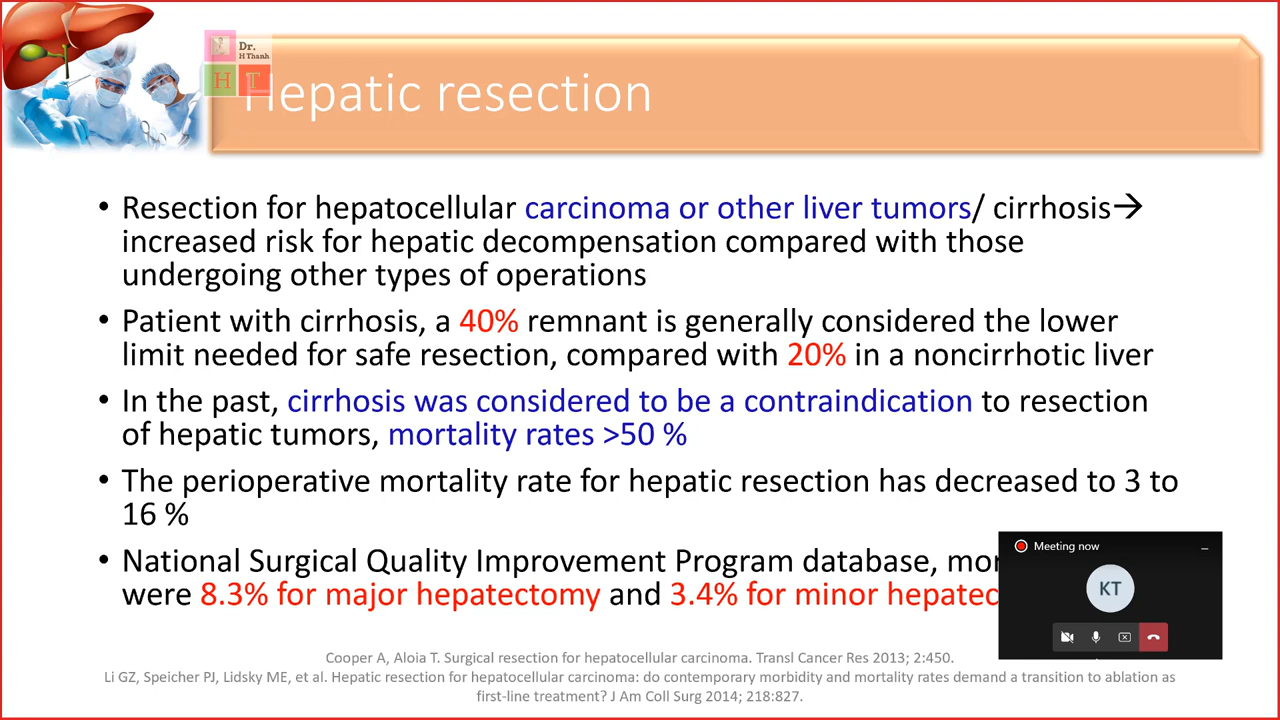 Dr.
H Thanh
H T
Hepatic resection
• Resection for hepatocellular carcinoma or other liver tumors/ cirrhosis→
increased risk for hepatic decompensation compared with those
undergoing other types of operations
• Patient with cirrhosis, a 40% remnant is generally considered the lower
limit needed for safe resection, compared with 20% in a noncirrhotic liver
• In the past, cirrhosis was considered to be a contraindication to resection
of hepatic tumors, mortality rates >50 %
• The perioperative mortality rate for hepatic resection has decreased to 3 to
16 %
• National Surgical Quality Improvement Program database,
were 8.3% for major hepatectomy and 3.4% for minor
Meeting now
KT
Cooper A, Aloia T. Surgical resection for hepatocellular carcinoma. Transl Cancer Res 2013; 2:450.
Li GZ, Speicher PJ, Lidsky ME, et al. Hepatic resection for hepatocellular carcinoma: do contemporary morbidity and mortality rates demand a transition to ablation as
first-line treatment? J Am Coll Surg 2014; 218:827.